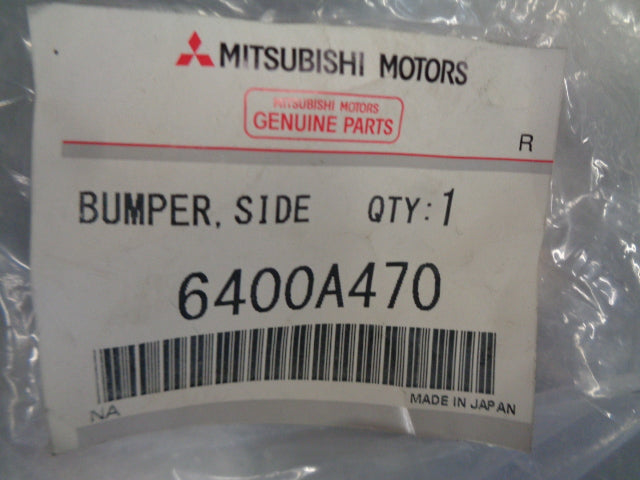 MITSUBISHI MOTORS
MITSUBISHI MOTORS
GENUINE PARTS
R
BUMPER, SIDE QTY:1
6400A470
NA
MADE IN JAPAN